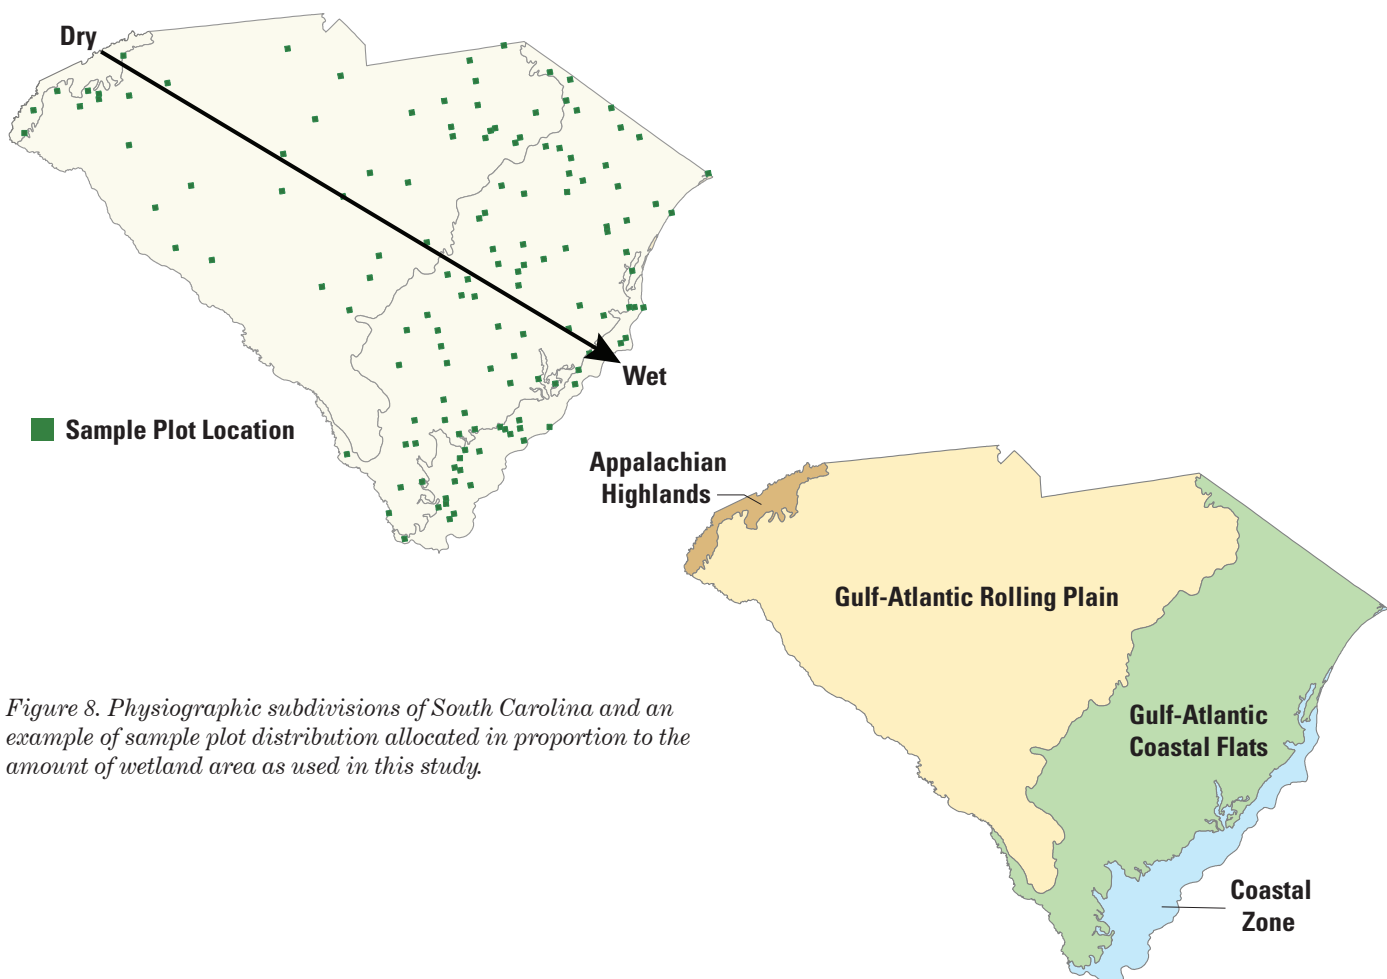 Dry
Wet
Sample Plot Location
Appalachian
Highlands
Gulf-Atlantic Rolling Plain
Gulf-Atlantic
Coastal Flats
Coastal
Zone
Figure 8. Physiographic subdivisions of South Carolina and an
example of sample plot distribution allocated in proportion to the
amount of wetland area as used in this study.